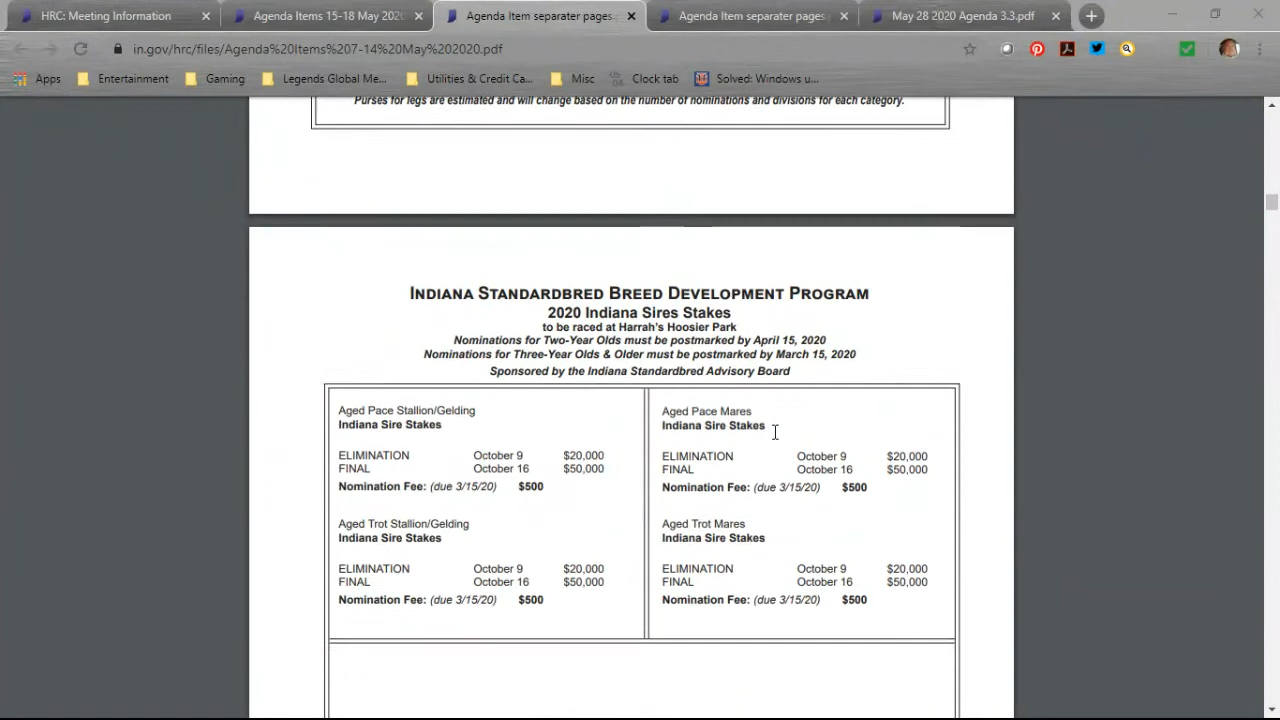 HRC: Meeting Information
Agenda Items 15-18 May 202
Agenda Item separater pages.
Agenda Item separater pages
May 28 2020 Agenda 3.3.pdf
in.gov/hrc/files/Agenda%20Items%207-14%20May%202020.pdf
Apps
Entertainment
Gaming
Legends Global Me...
Utilities & Credit Ca...
Misc
Clock tab
Solved: Windows u...
Purses for legs are estimated and will change based on the number of nominations and divisions for each category.
INDIANA STANDARDBRED BREED DEVELOPMENT PROGRAM
2020 Indiana Sires Stakes
to be raced at Harrah's Hoosier Park
Nominations for Two-Year Olds must be postmarked by April 15, 2020
Nominations for Three-Year Olds & Older must be postmarked by March 15, 2020
Sponsored by the Indiana Standardbred Advisory Board
Aged Pace Stallion/Gelding
Indiana Sire Stakes
ELIMINATION October 9 $20,000
FINAL October 16 $50,000
Nomination Fee: (due 3/15/20) $500
Aged Trot Stallion/Gelding
Indiana Sire Stakes
ELIMINATION October 9 $20,000
FINAL October 16 $50,000
Nomination Fee: (due 3/15/20) $500
Aged Pace Mares
Indiana Sire Stakes
ELIMINATION October 9 $20,000
FINAL October 16 $50,000
Nomination Fee: (due 3/15/20) $500
Aged Trot Mares
Indiana Sire Stakes
ELIMINATION October 9 $20,000
FINAL October 16 $50,000
Nomination Fee: (due 3/15/20) $500